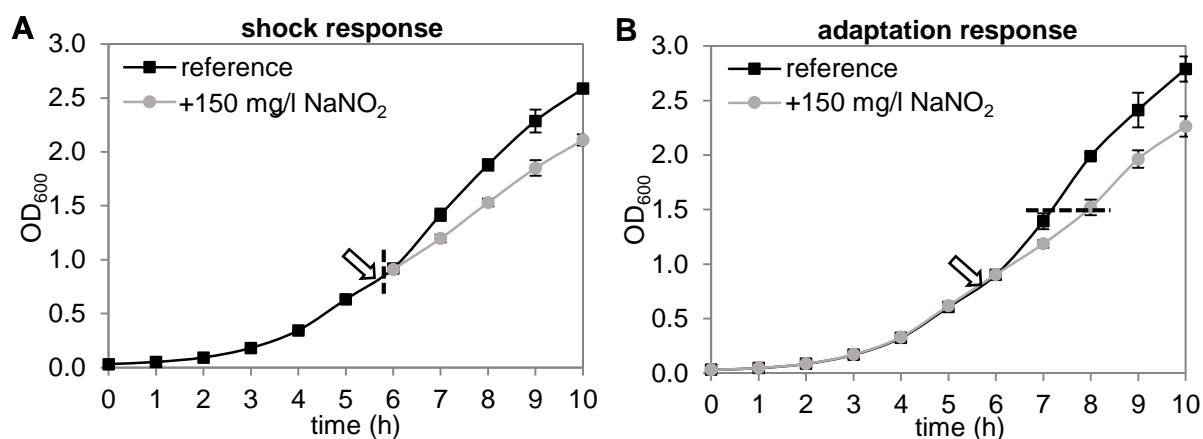 A
shock response
3.0
2.5
2.0
1.5
1.0
0.5
0.0
OD600
reference
+150 mg/l NaNO2
0 1 2 3 4 5 6 7 8 9 10
time (h)
B
adaptation response
3.0
2.5
2.0
1.5
1.0
0.5
0.0
OD600
reference
+150 mg/l NaNO2
0 1 2 3 4 5 6 7 8 9 10
time (h)